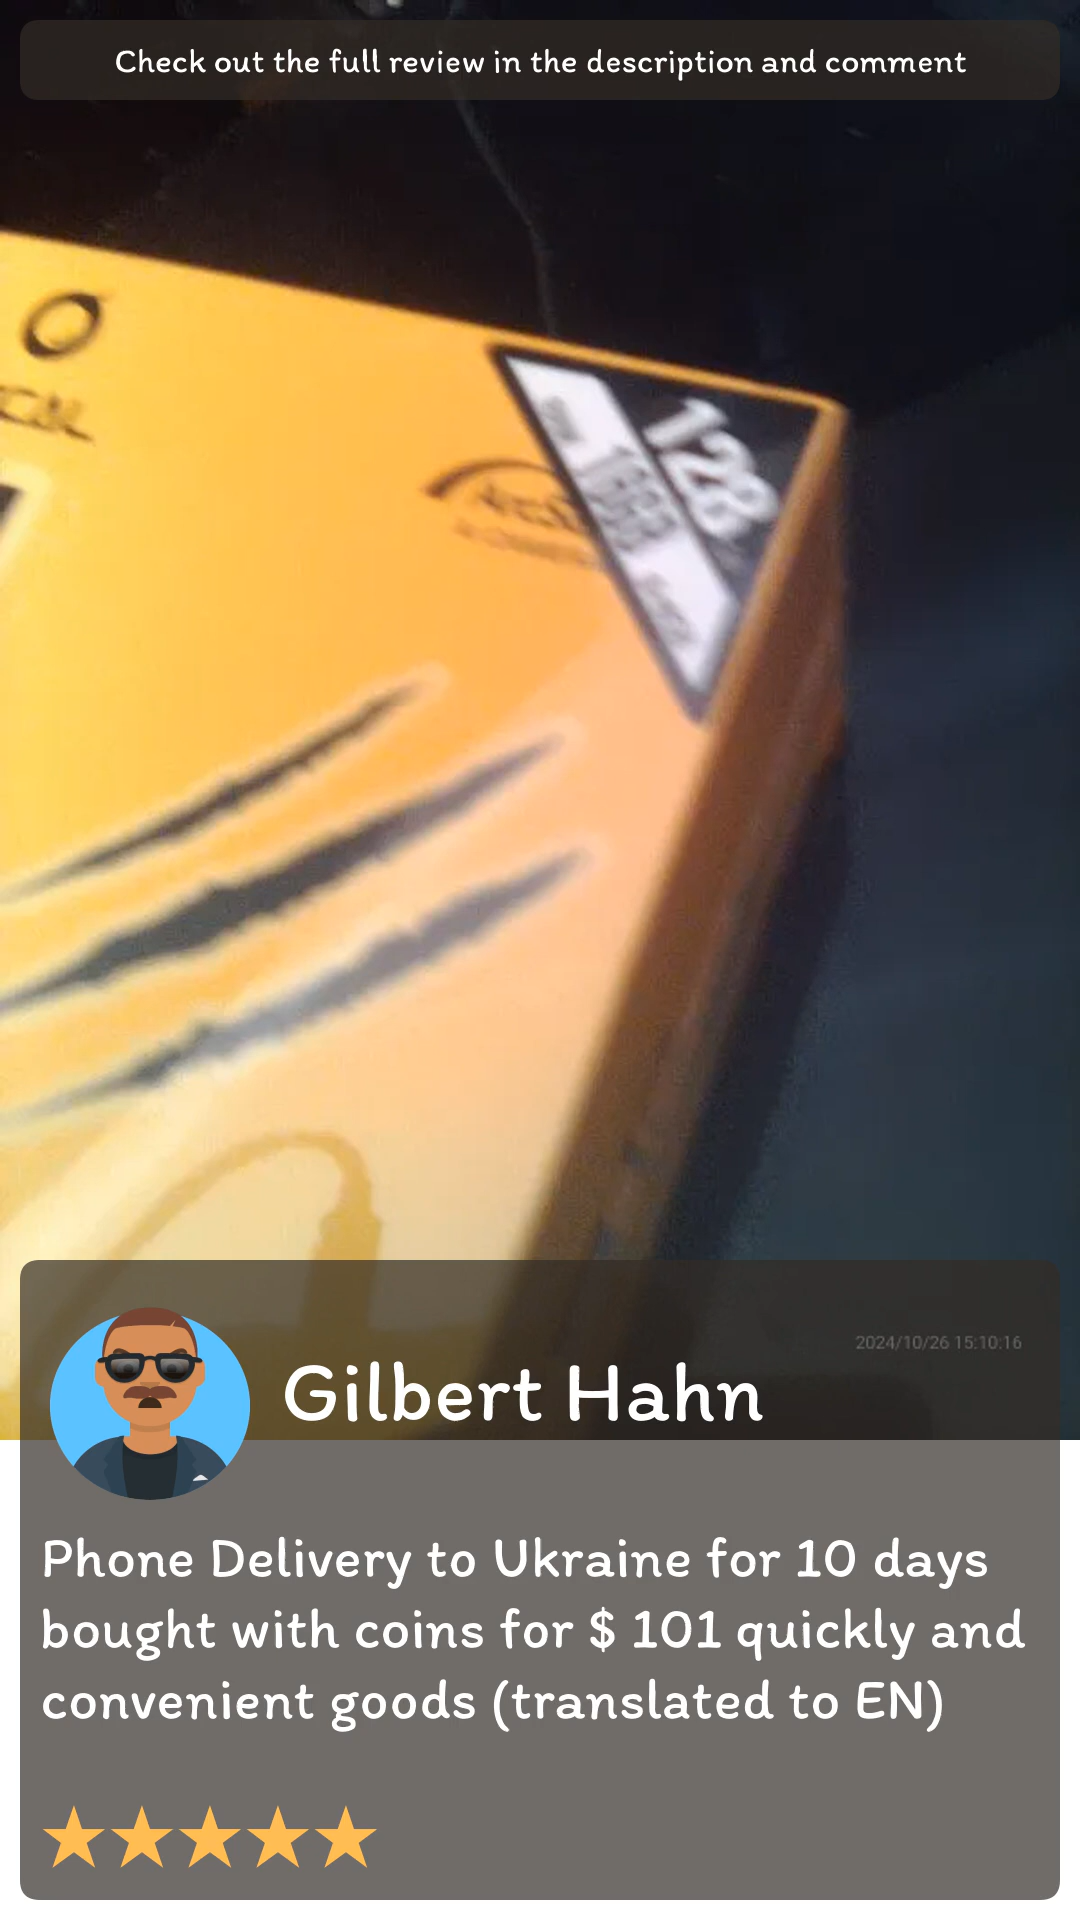 Check out the full review in the description and comment
O
128
2024/10/26 15:10:16
Gilbert Hahn
Phone Delivery to Ukraine for 10 days
bought with coins for $ 101 quickly and
convenient goods (translated to EN)